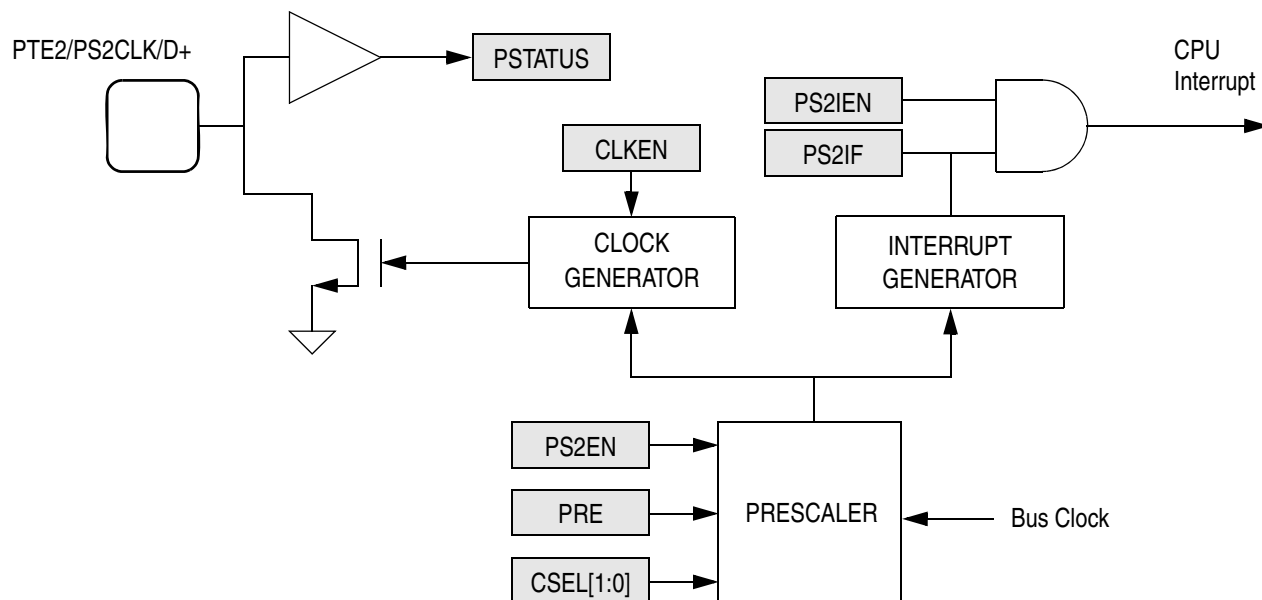 PTE2/PS2CLK/D+
PSTATUS
CPU
Interrupt
PS2IEN
PS2IF
CLKEN
CLOCK
GENERATOR
INTERRUPT
GENERATOR
PS2EN
PRE
CSEL[1:0]
PRESCALER
Bus Clock